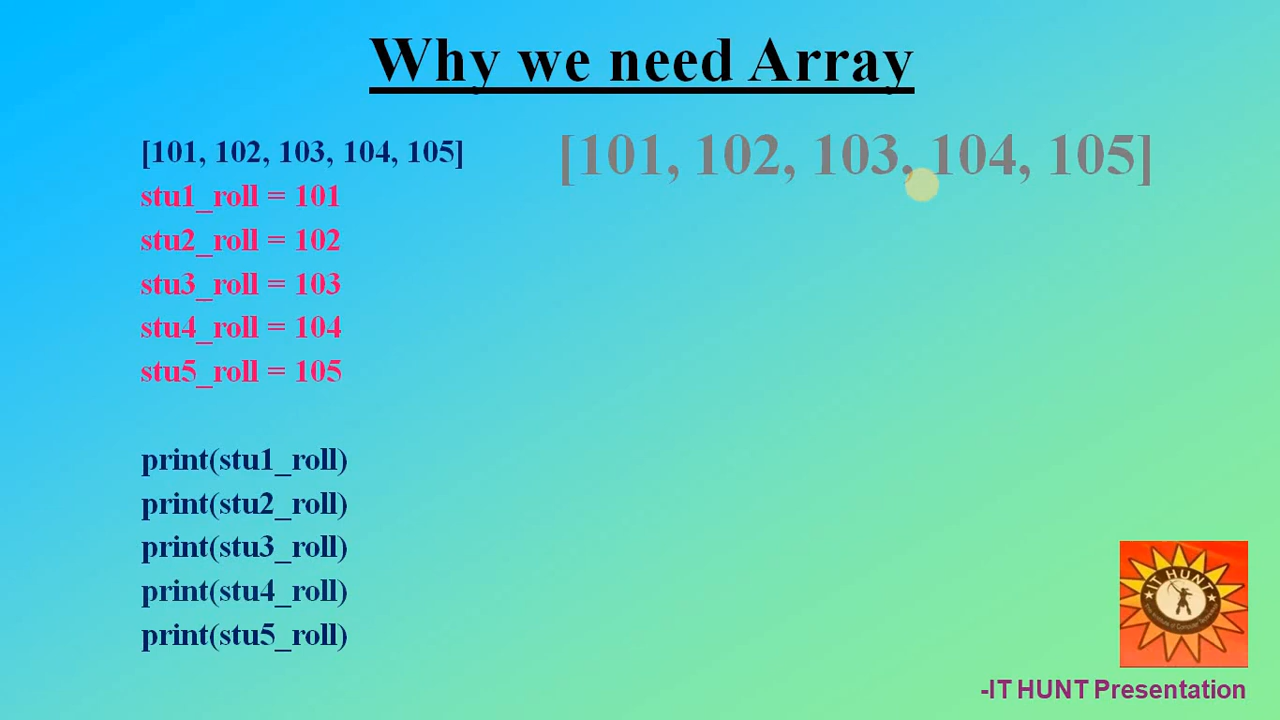 Why we need Array
[101, 102, 103, 104, 105]
stu1_roll = 101
stu2_roll = 102
stu3_roll = 103
stu4_roll = 104
stu5_roll = 105
print(stu1_roll)
print(stu2_roll)
print(stu3_roll)
print(stu4_roll)
print(stu5_roll)
[101, 102, 103, 104, 105]
IT HUNT
-IT HUNT Presentation